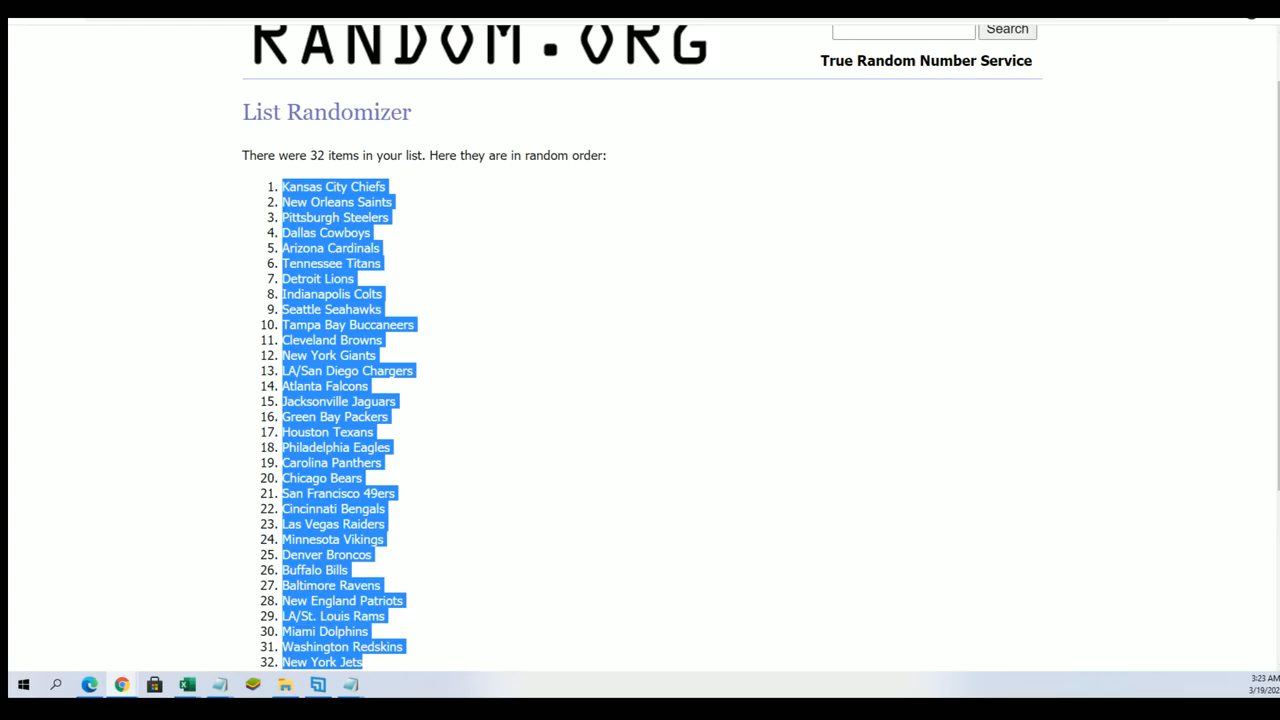 RANDOM.ORG
Search
True Random Number Service
List Randomizer
There were 32 items in your list. Here they are in random order:
1. Kansas City Chiefs
2. New Orleans Saints
3. Pittsburgh Steelers
4. Dallas Cowboys
5. Arizona Cardinals
6. Tennessee Titans
7. Detroit Lions
8. Indianapolis Colts
9. Seattle Seahawks
10. Tampa Bay Buccaneers
11. Cleveland Browns
12. New York Giants
13. LA/San Diego Chargers
14. Atlanta Falcons
15. Jacksonville Jaguars
16. Green Bay Packers
17. Houston Texans
18. Philadelphia Eagles
19. Carolina Panthers
20. Chicago Bears
21. San Francisco 49ers
22. Cincinnati Bengals
23. Las Vegas Raiders
24. Minnesota Vikings
25. Denver Broncos
26. Buffalo Bills
27. Baltimore Ravens
28. New England Patriots
29. LA/St. Louis Rams
30. Miami Dolphins
31. Washington Redskins
32. New York Jets
3:23 AM
3/19/202